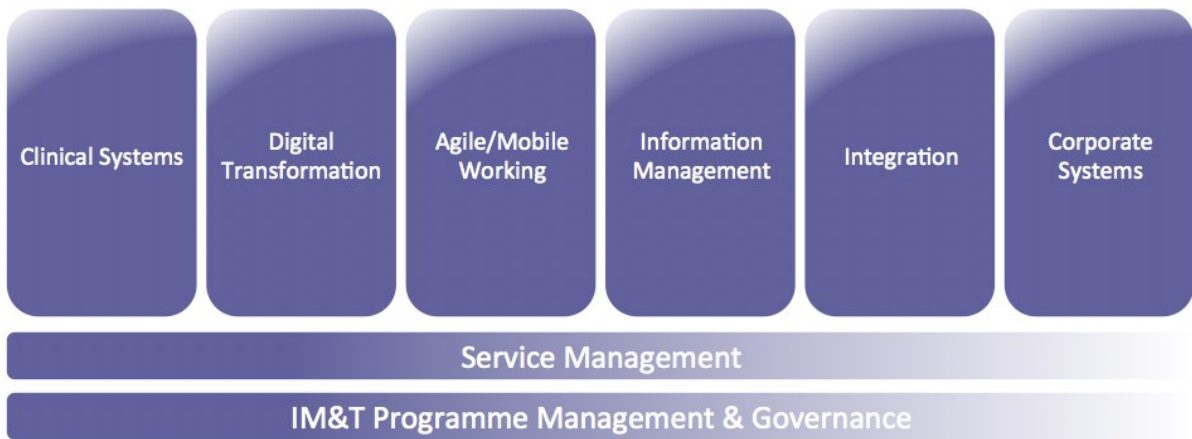 Clinical Systems
Digital
Transformation
Agile/Mobile
Working
Information
Management
Integration
Corporate
Systems
Service Management
IM&T Programme Management & Governance